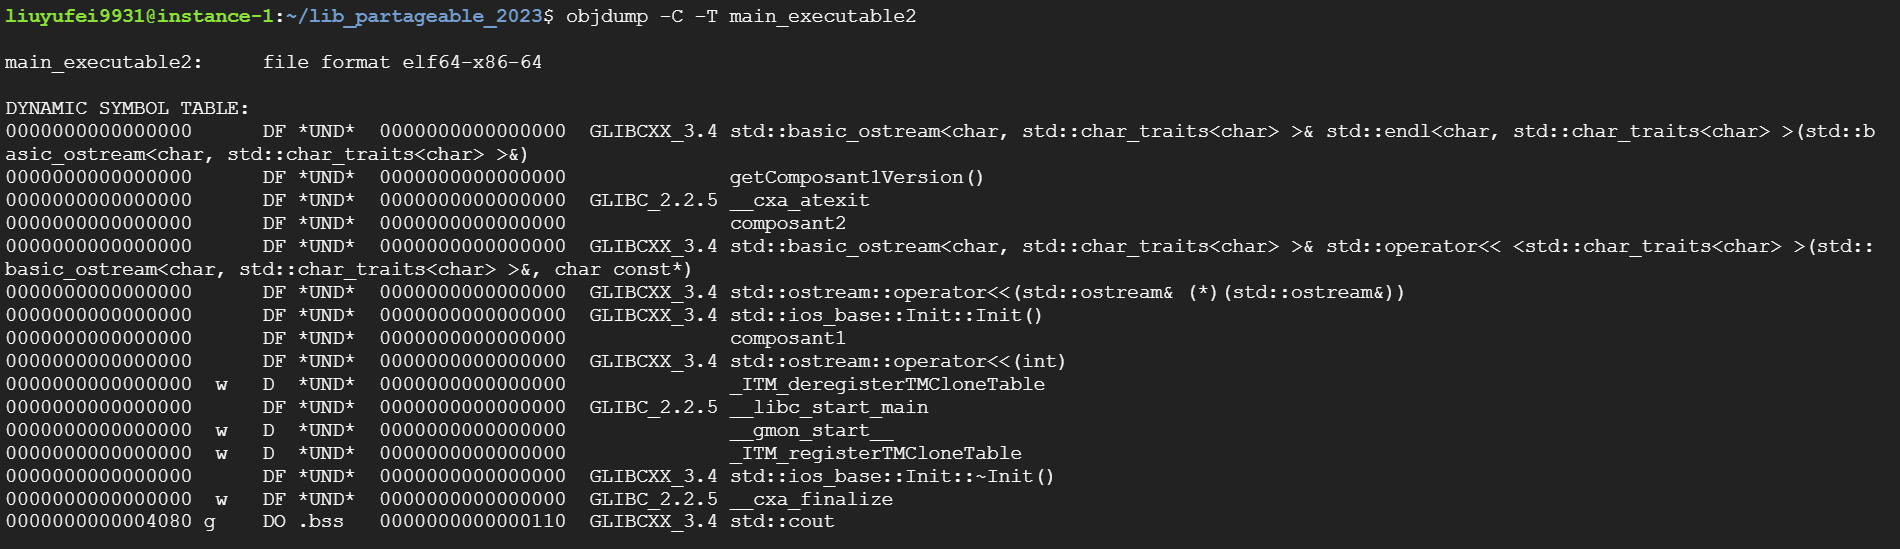 liuyufei9931@instance-1:~/lib_partageable_2023$ objdump -C -T main_executable2
main_executable2:     file format elf64-x86-64
DYNAMIC SYMBOL TABLE:
0000000000000000      DF *UND*  0000000000000000  GLIBCXX_3.4 std::basic_ostream<char, std::char_traits<char> >& std::endl<char, std::char_traits<char> >(std::b
asic_ostream<char, std::char_traits<char> >&)
0000000000000000      DF *UND*  0000000000000000              getComposant1Version()
0000000000000000      DF *UND*  0000000000000000  GLIBC_2.2.5 __cxa_atexit
0000000000000000      DF *UND*  0000000000000000              composant2
0000000000000000      DF *UND*  0000000000000000  GLIBCXX_3.4 std::basic_ostream<char, std::char_traits<char> >& std::operator<< <std::char_traits<char> >(std::
basic_ostream<char, std::char_traits<char> >&, char const*)
0000000000000000      DF *UND*  0000000000000000  GLIBCXX_3.4 std::ostream::operator<<(std::ostream& (*)(std::ostream&))
0000000000000000      DF *UND*  0000000000000000  GLIBCXX_3.4 std::ios_base::Init::Init()
0000000000000000      DF *UND*  0000000000000000              composant1
0000000000000000      DF *UND*  0000000000000000  GLIBCXX_3.4 std::ostream::operator<<(int)
0000000000000000  w   D  *UND*  0000000000000000              _ITM_deregisterTMCloneTable
0000000000000000      DF *UND*  0000000000000000  GLIBC_2.2.5 __libc_start_main
0000000000000000  w   D  *UND*  0000000000000000              __gmon_start__
0000000000000000  w   D  *UND*  0000000000000000              _ITM_registerTMCloneTable
0000000000000000      DF *UND*  0000000000000000  GLIBCXX_3.4 std::ios_base::Init::~Init()
0000000000000000  w   DF *UND*  0000000000000000  GLIBC_2.2.5 __cxa_finalize
0000000000004080 g    DO .bss   0000000000000110  GLIBCXX_3.4 std::cout